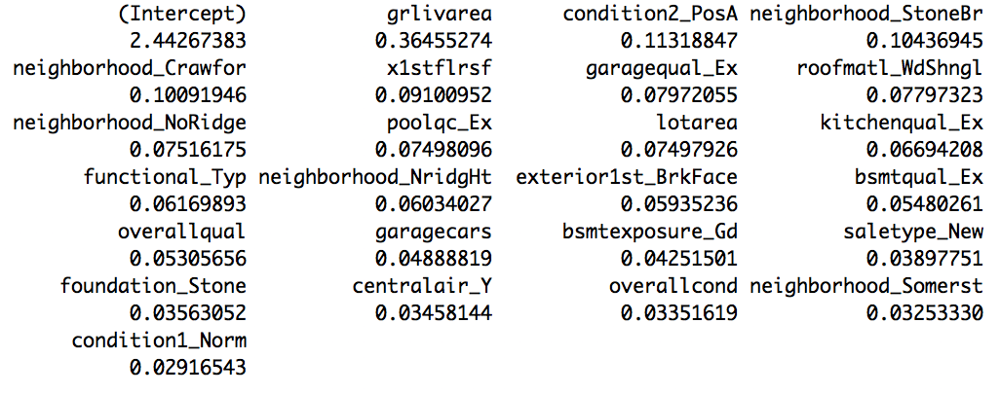 (Intercept) grlivarea condition2_PosA neighborhood_StoneBr
2.44267383 0.36455274 0.11318847 0.10436945
neighborhood_Crawfor x1stflrsf garagequal_Ex roofmatl_WdShngl
0.10091946 0.09100952 0.07972055 0.07797323
neighborhood_NoRidge poolqc_Ex lotarea kitchenqual_Ex
0.07516175 0.07498096 0.07497926 0.06694208
functional_Typ neighborhood_NridgHt exterior1st_BrkFace bsmtqual_Ex
0.06169893 0.06034027 0.05935236 0.05480261
overallqual garagecars bsmtexposure_Gd saletype_New
0.05305656 0.04888819 0.04251501 0.03897751
foundation_Stone centralair_Y overallcond neighborhood_Somerst
0.03563052 0.03458144 0.03351619 0.03253330
condition1_Norm
0.02916543